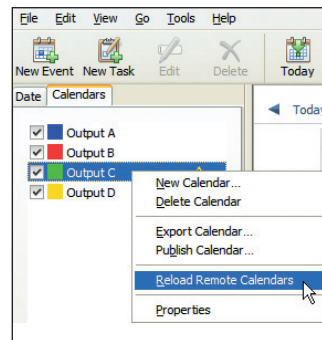 File Edit View Go Tools Help
New Event New Task Edit Delete Today
Date Calendars
Today
Output A
Output B
Output C
Output D
New Calendar...
Delete Calendar
Export Calendar...
Publish Calendar...
Reload Remote Calendars
Properties